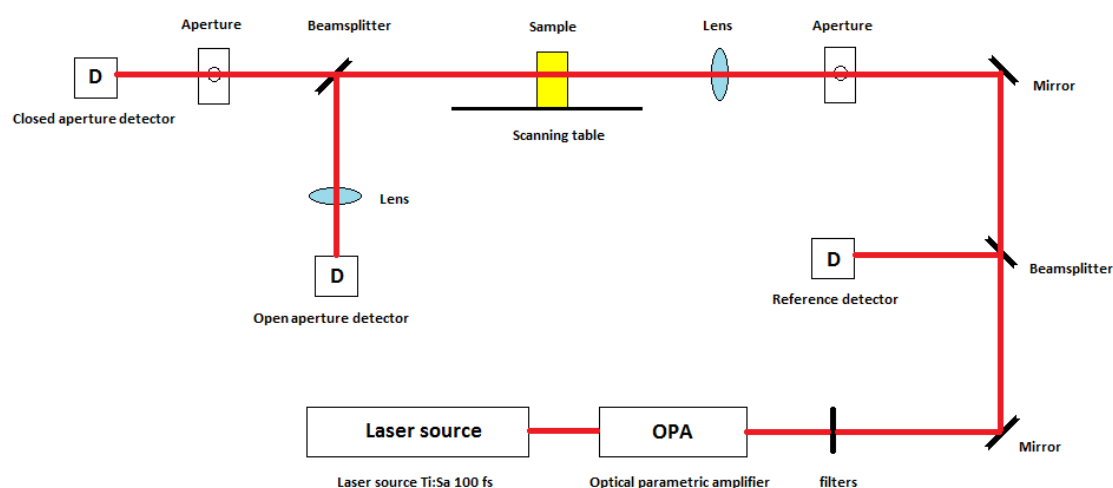 Aperture
Beamsplitter
Sample
Lens
Aperture
D
Mirror
Closed aperture detector
Scanning table
Lens
D
Open aperture detector
D
Reference detector
Beamsplitter
Laser source
OPA
Mirror
Laser source Ti:Sa 100 fs
Optical parametric amplifier
filters